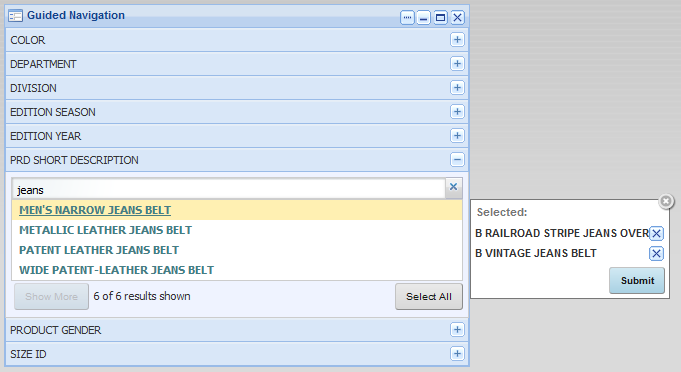 Guided Navigation
COLOR
DEPARTMENT
DIVISION
EDITION SEASON
EDITION YEAR
PRD SHORT DESCRIPTION
jeans
MEN'S NARROW JEANS BELT
METALLIC LEATHER JEANS BELT
PATENT LEATHER JEANS BELT
WIDE PATENT-LEATHER JEANS BELT
Show More 6 of 6 results shown Select All
PRODUCT GENDER
SIZE ID
Selected:
B RAILROAD STRIPE JEANS OVER
B VINTAGE JEANS BELT
Submit